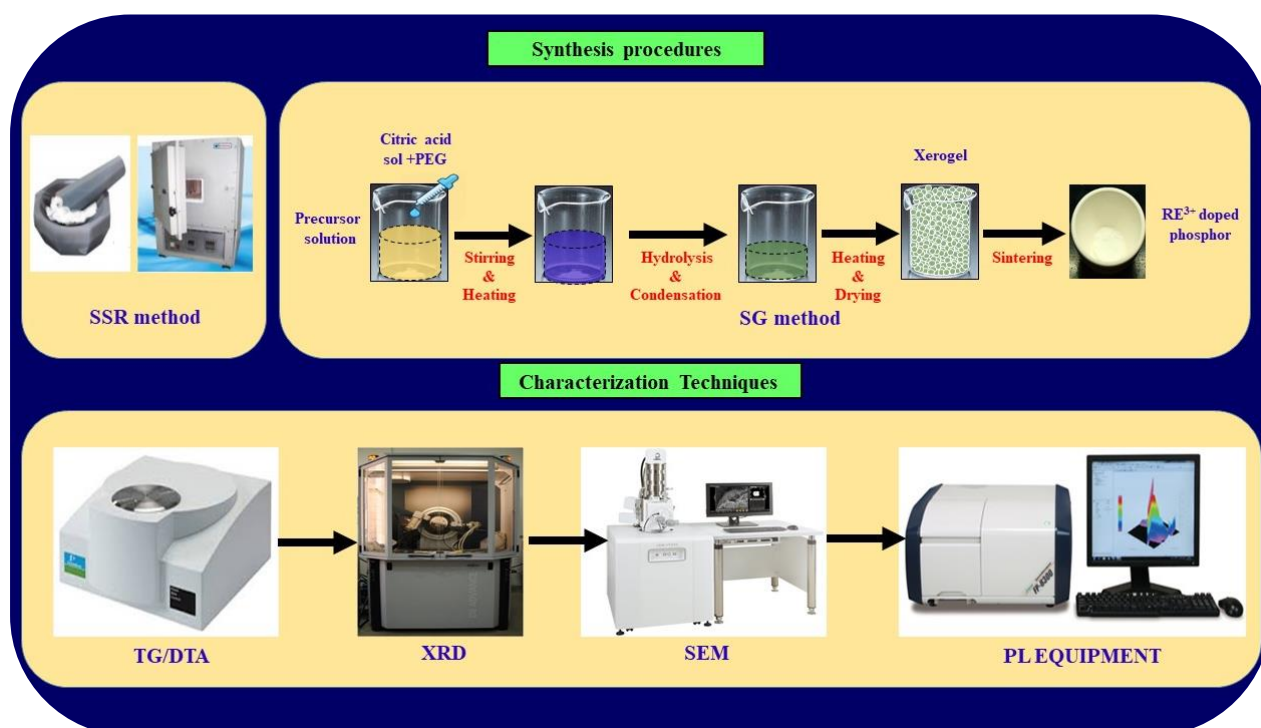 Synthesis procedures
SSR method
Citric acid
sol +PEG
Precursor
solution
Stirring
&
Heating
Hydrolysis
&
Condensation
Heating
&
Drying
Xerogel
Sintering
RE³⁺ doped
phosphor
SG method
Characterization Techniques
TG/DTA
XRD
SEM
PL EQUIPMENT